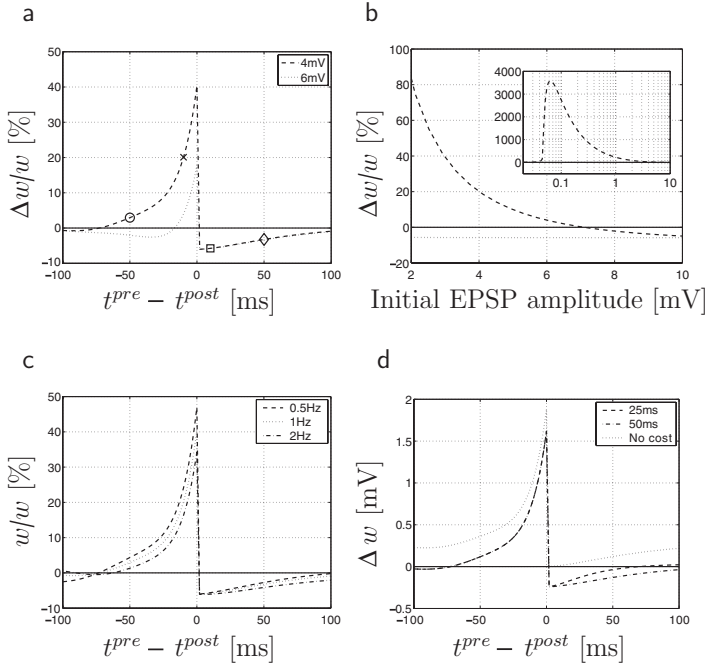 a
50
40
30
20
10
0
−10
−100
−50
0
50
100
4mV
6mV
Δw/w [%]
t^pre − t^post [ms]
b
100
80
60
40
20
0
−20
2
4
6
8
10
4000
3000
2000
1000
0
0.1
1
10
Δw/w [%]
Initial EPSP amplitude [mV]
c
50
40
30
20
10
0
−10
−100
−50
0
50
100
0.5Hz
1Hz
2Hz
w/w [%]
t^pre − t^post [ms]
d
2
1.5
1
0.5
0
−0.5
−100
−50
0
50
100
25ms
50ms
No cost
Δ w [mV]
t^pre − t^post [ms]